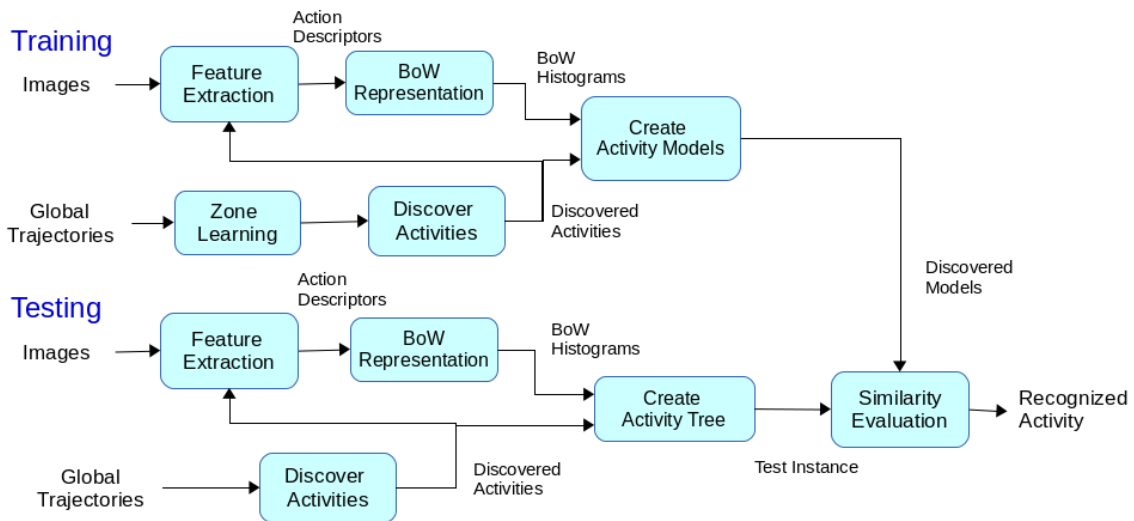 Training
Images
Feature
Extraction
Action
Descriptors
BoW
Representation
BoW
Histograms
Create
Activity Models
Global
Trajectories
Zone
Learning
Discover
Activities
Discovered
Activities
Discovered
Models
Testing
Images
Feature
Extraction
Action
Descriptors
BoW
Representation
BoW
Histograms
Create
Activity Tree
Similarity
Evaluation
Recognized
Activity
Global
Trajectories
Discover
Activities
Discovered
Activities
Test Instance